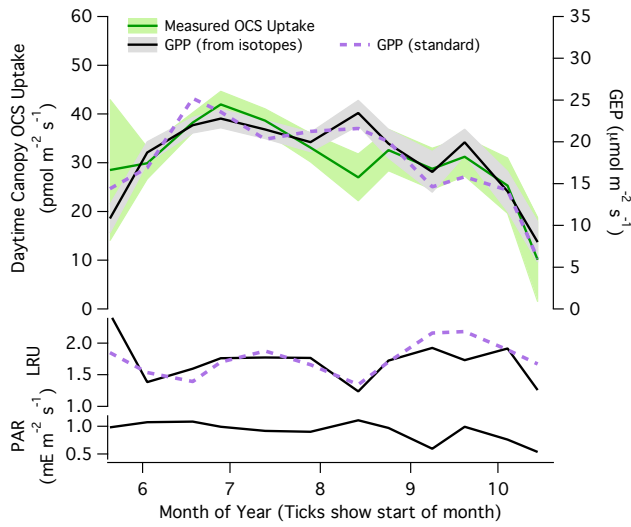 Measured OCS Uptake
GPP (from isotopes)
GPP (standard)
60
50
40
30
20
10
0
Daytime Canopy OCS Uptake
(pmol m⁻² s⁻¹)
35
30
25
20
15
10
5
0
GEP
(μmol m⁻² s⁻¹)
2.0
1.5
1.0
LRU
1.0
0.5
PAR
(mE m⁻² s⁻¹)
6 7 8 9 10
Month of Year (Ticks show start of month)